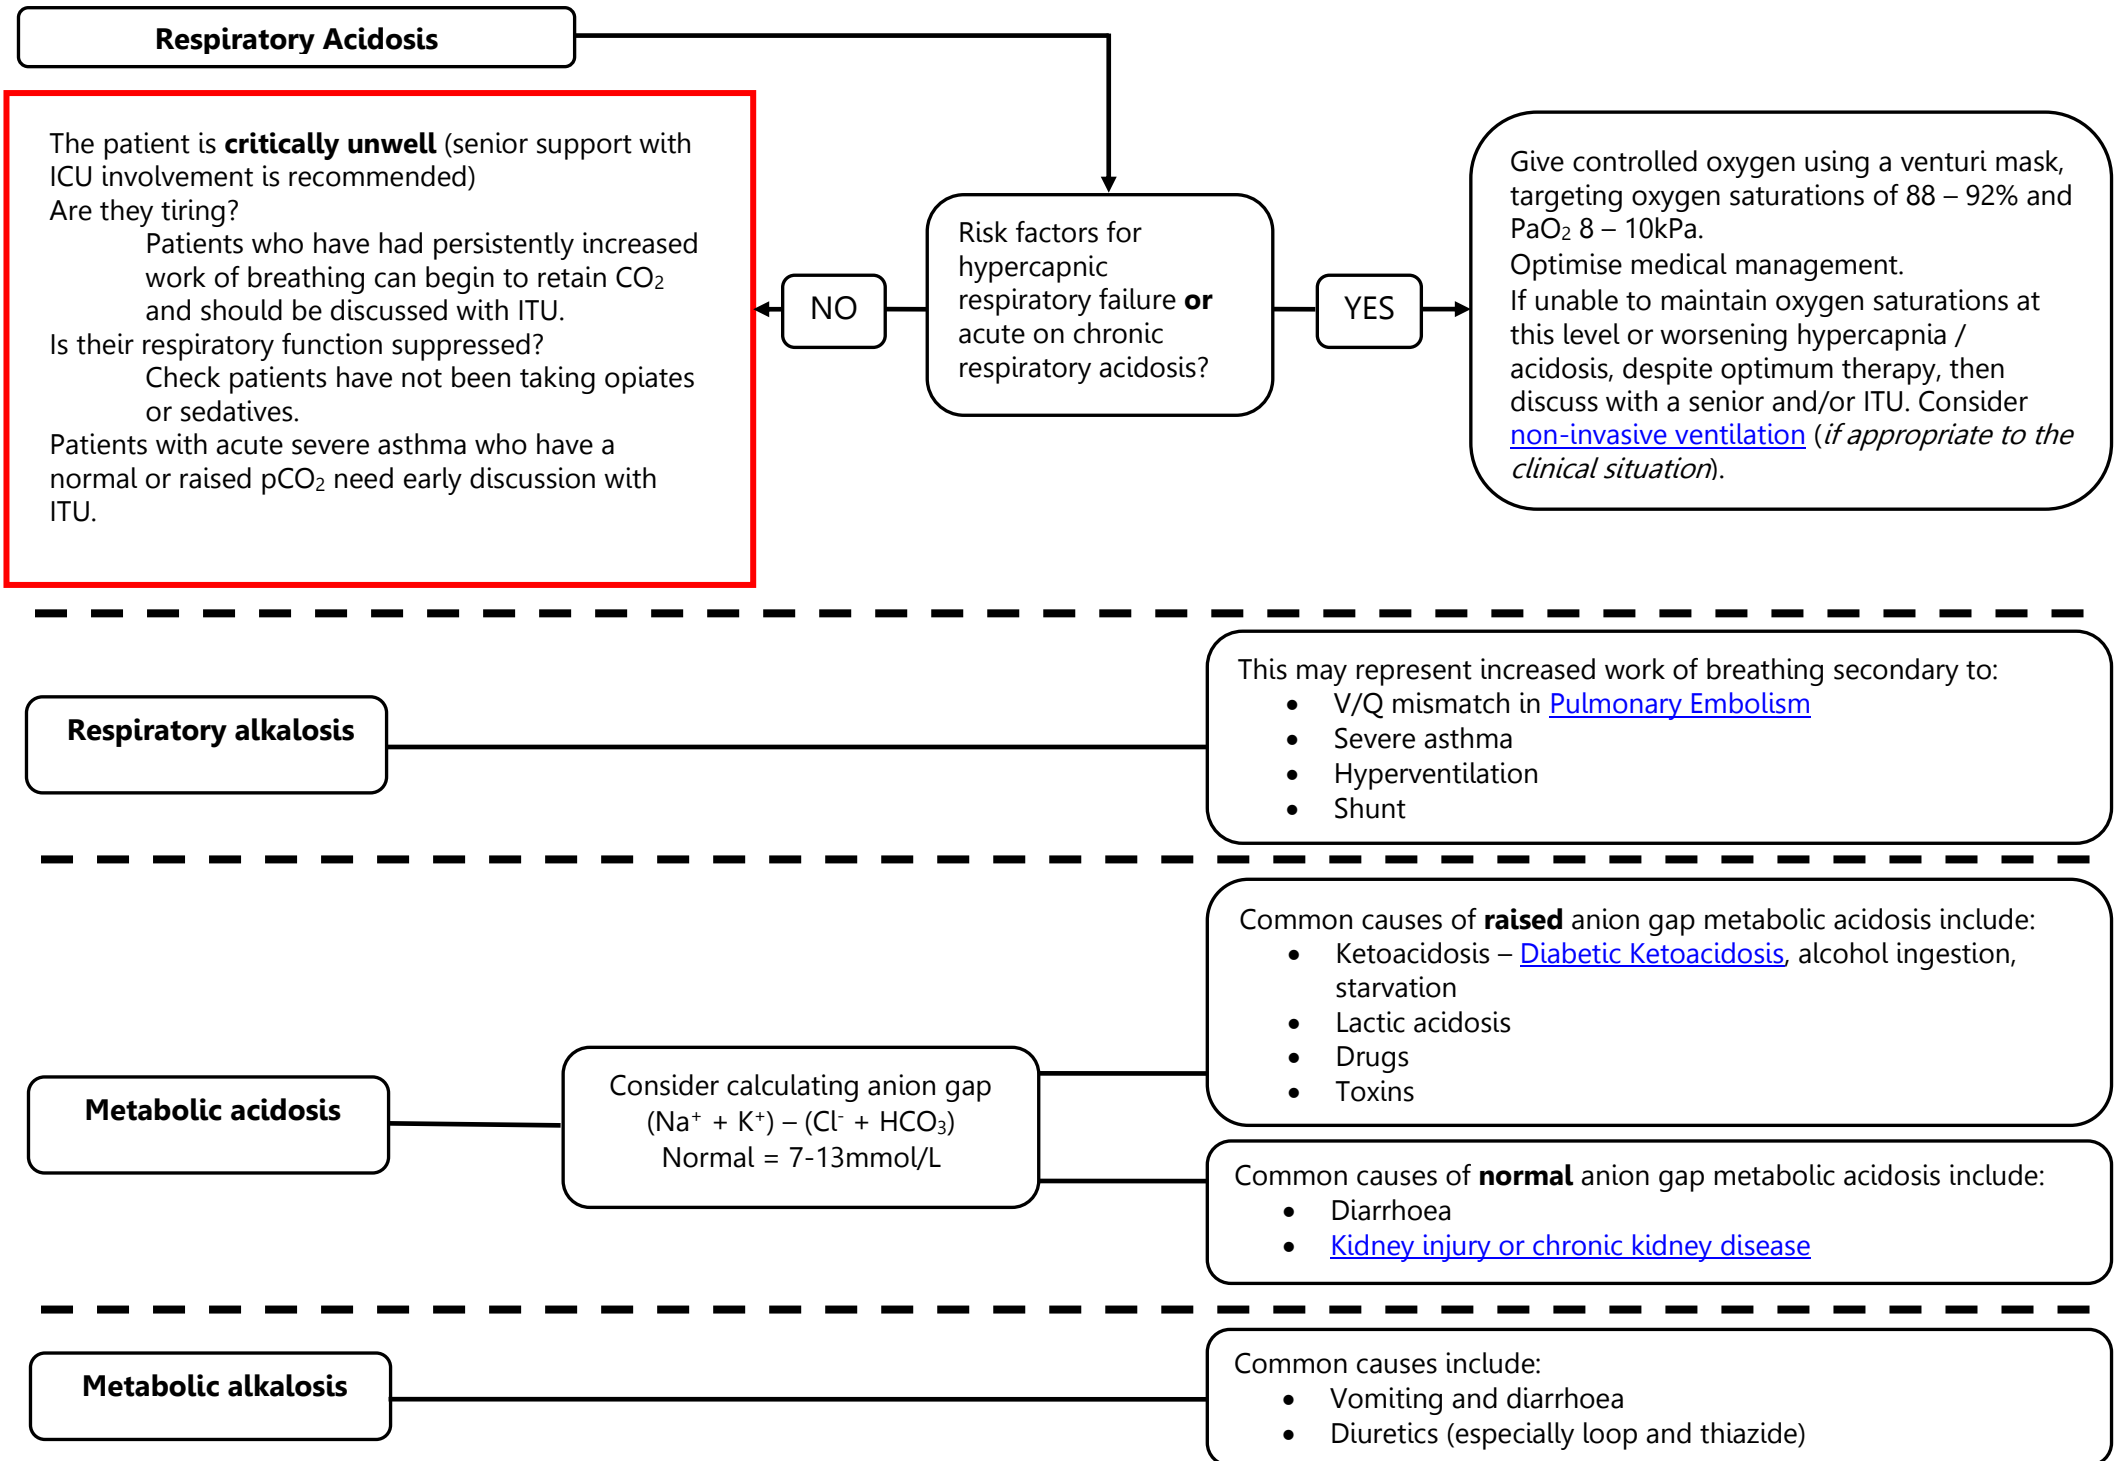 Respiratory Acidosis
The patient is critically unwell (senior support with
ICU involvement is recommended)
Are they tiring?
Patients who have had persistently increased
work of breathing can begin to retain CO₂
and should be discussed with ITU.
Is their respiratory function suppressed?
Check patients have not been taking opiates
or sedatives.
Patients with acute severe asthma who have a
normal or raised pCO₂ need early discussion with
ITU.
NO
Risk factors for
hypercapnic
respiratory failure or
acute on chronic
respiratory acidosis?
YES
Give controlled oxygen using a venturi mask,
targeting oxygen saturations of 88 – 92% and
PaO₂ 8 – 10kPa.
Optimise medical management.
If unable to maintain oxygen saturations at
this level or worsening hypercapnia /
acidosis, despite optimum therapy, then
discuss with a senior and/or ITU. Consider
non-invasive ventilation (if appropriate to the
clinical situation).
Respiratory alkalosis
This may represent increased work of breathing secondary to:
• V/Q mismatch in Pulmonary Embolism
• Severe asthma
• Hyperventilation
• Shunt
Metabolic acidosis
Consider calculating anion gap
(Na⁺ + K⁺) – (Cl⁻ + HCO₃)
Normal = 7-13mmol/L
Common causes of raised anion gap metabolic acidosis include:
• Ketoacidosis – Diabetic Ketoacidosis, alcohol ingestion,
starvation
• Lactic acidosis
• Drugs
• Toxins
Common causes of normal anion gap metabolic acidosis include:
• Diarrhoea
• Kidney injury or chronic kidney disease
Metabolic alkalosis
Common causes include:
• Vomiting and diarrhoea
• Diuretics (especially loop and thiazide)